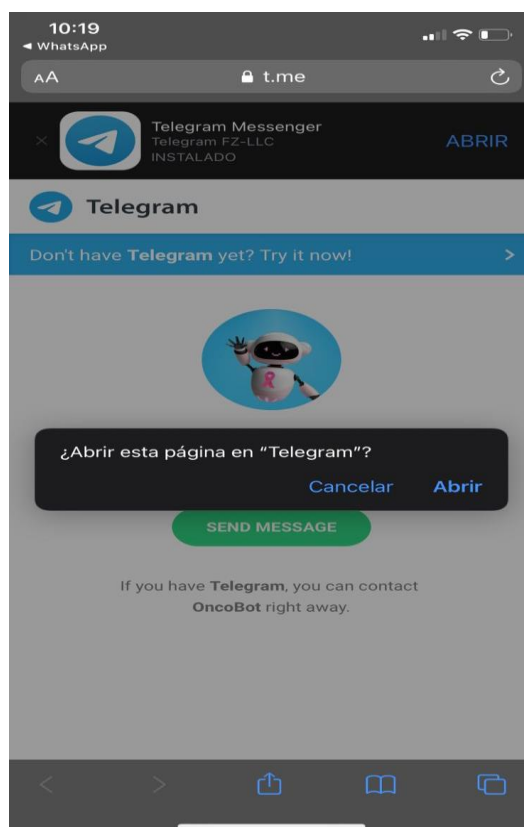 10:19
◄ WhatsApp
AA
t.me
Telegram Messenger
Telegram FZ-LLC
INSTALADO
ABRIR
Telegram
Don't have Telegram yet? Try it now!
¿Abrir esta página en “Telegram”?
Cancelar
Abrir
SEND MESSAGE
If you have Telegram, you can contact
OncoBot right away.